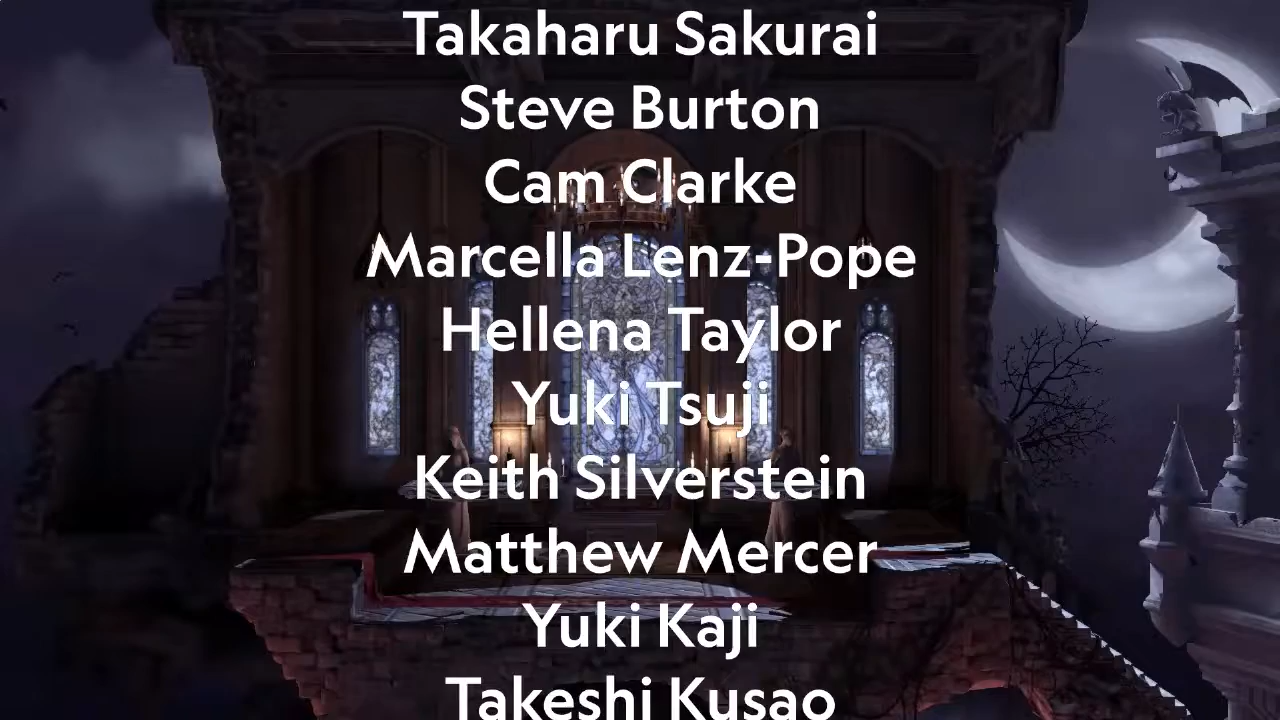 Takaharu Sakurai
Steve Burton
Cam Clarke
Marcella Lenz-Pope
Hellena Taylor
Yuki Tsuji
Keith Silverstein
Matthew Mercer
Yuki Kaji
Takeshi Kusao